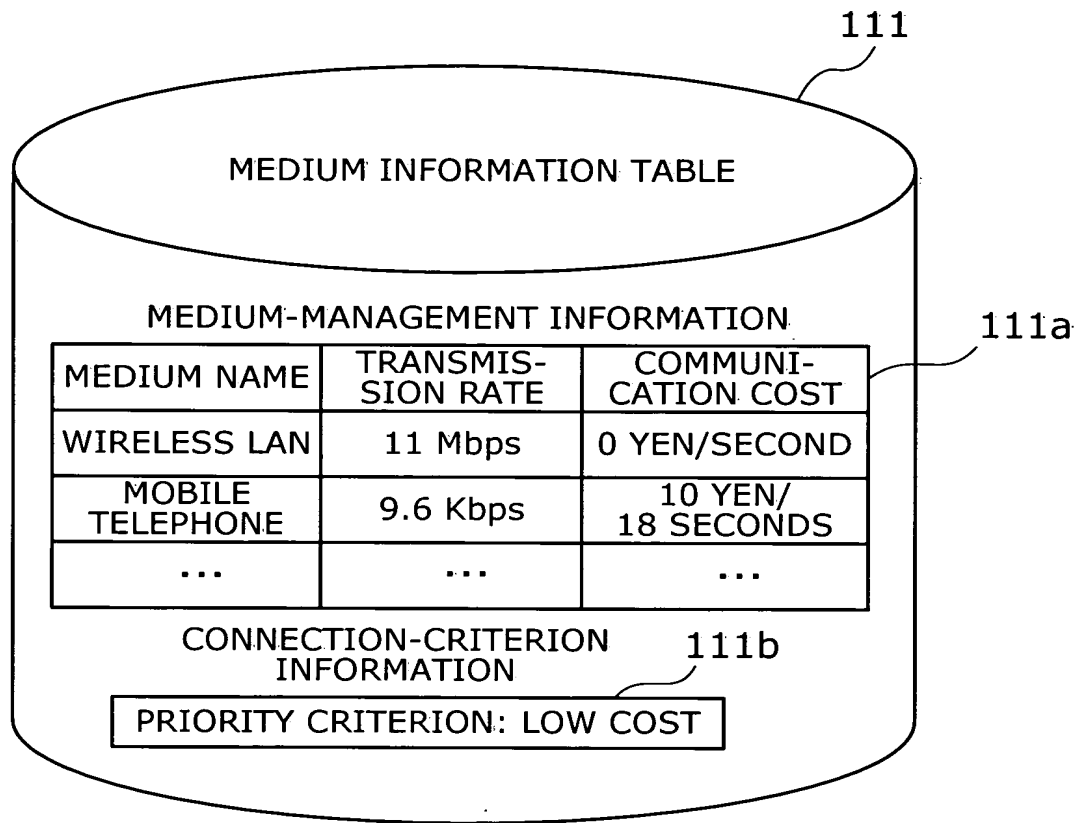 111
MEDIUM INFORMATION TABLE
MEDIUM-MANAGEMENT INFORMATION
111a
MEDIUM NAME
TRANSMIS-
SION RATE
COMMUNI-
CATION COST
WIRELESS LAN
11 Mbps
0 YEN/SECOND
MOBILE
TELEPHONE
9.6 Kbps
10 YEN/
18 SECONDS
...
...
...
CONNECTION-CRITERION
INFORMATION
111b
PRIORITY CRITERION: LOW COST